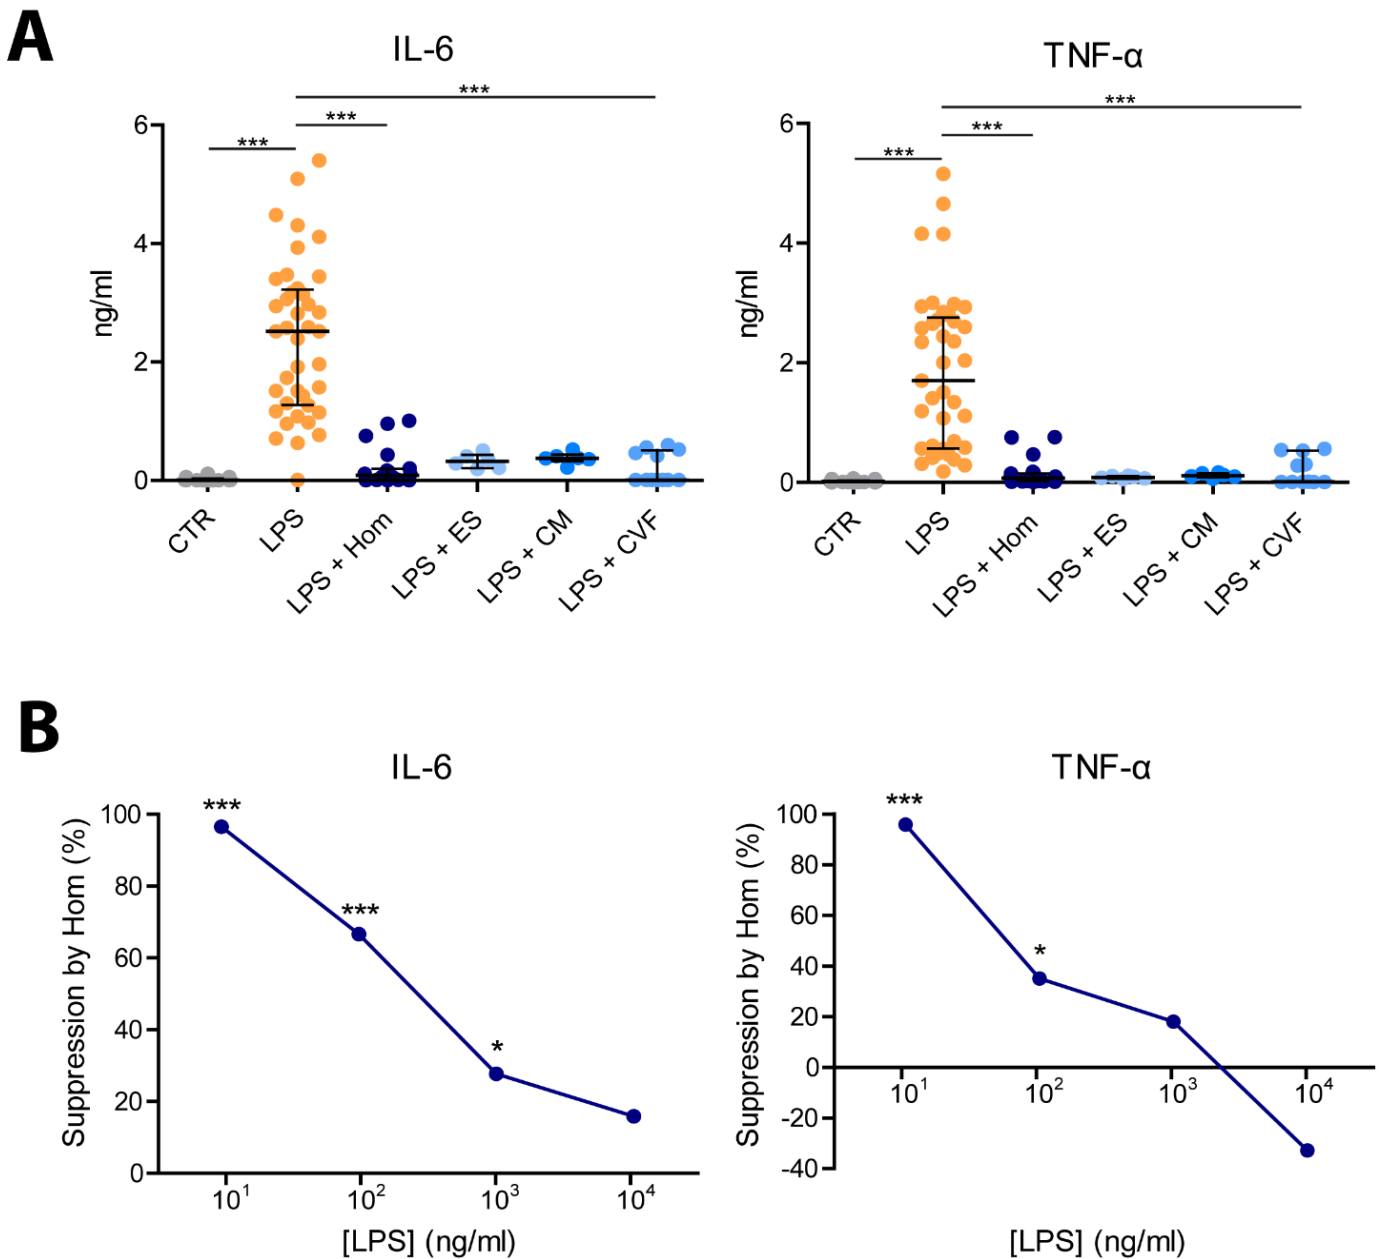 A
IL-6
TNF-α
***
***
***
***
***
***
6
4
2
0
ng/ml
CTR
LPS
LPS + Hom
LPS + ES
LPS + CM
LPS + CVF
6
4
2
0
ng/ml
CTR
LPS
LPS + Hom
LPS + ES
LPS + CM
LPS + CVF
B
IL-6
TNF-α
100
80
60
40
20
0
Suppression by Hom (%)
***
***
*
10¹
10²
10³
10⁴
[LPS] (ng/ml)
100
80
60
40
20
0
-20
-40
Suppression by Hom (%)
***
*
10¹
10²
10³
10⁴
[LPS] (ng/ml)